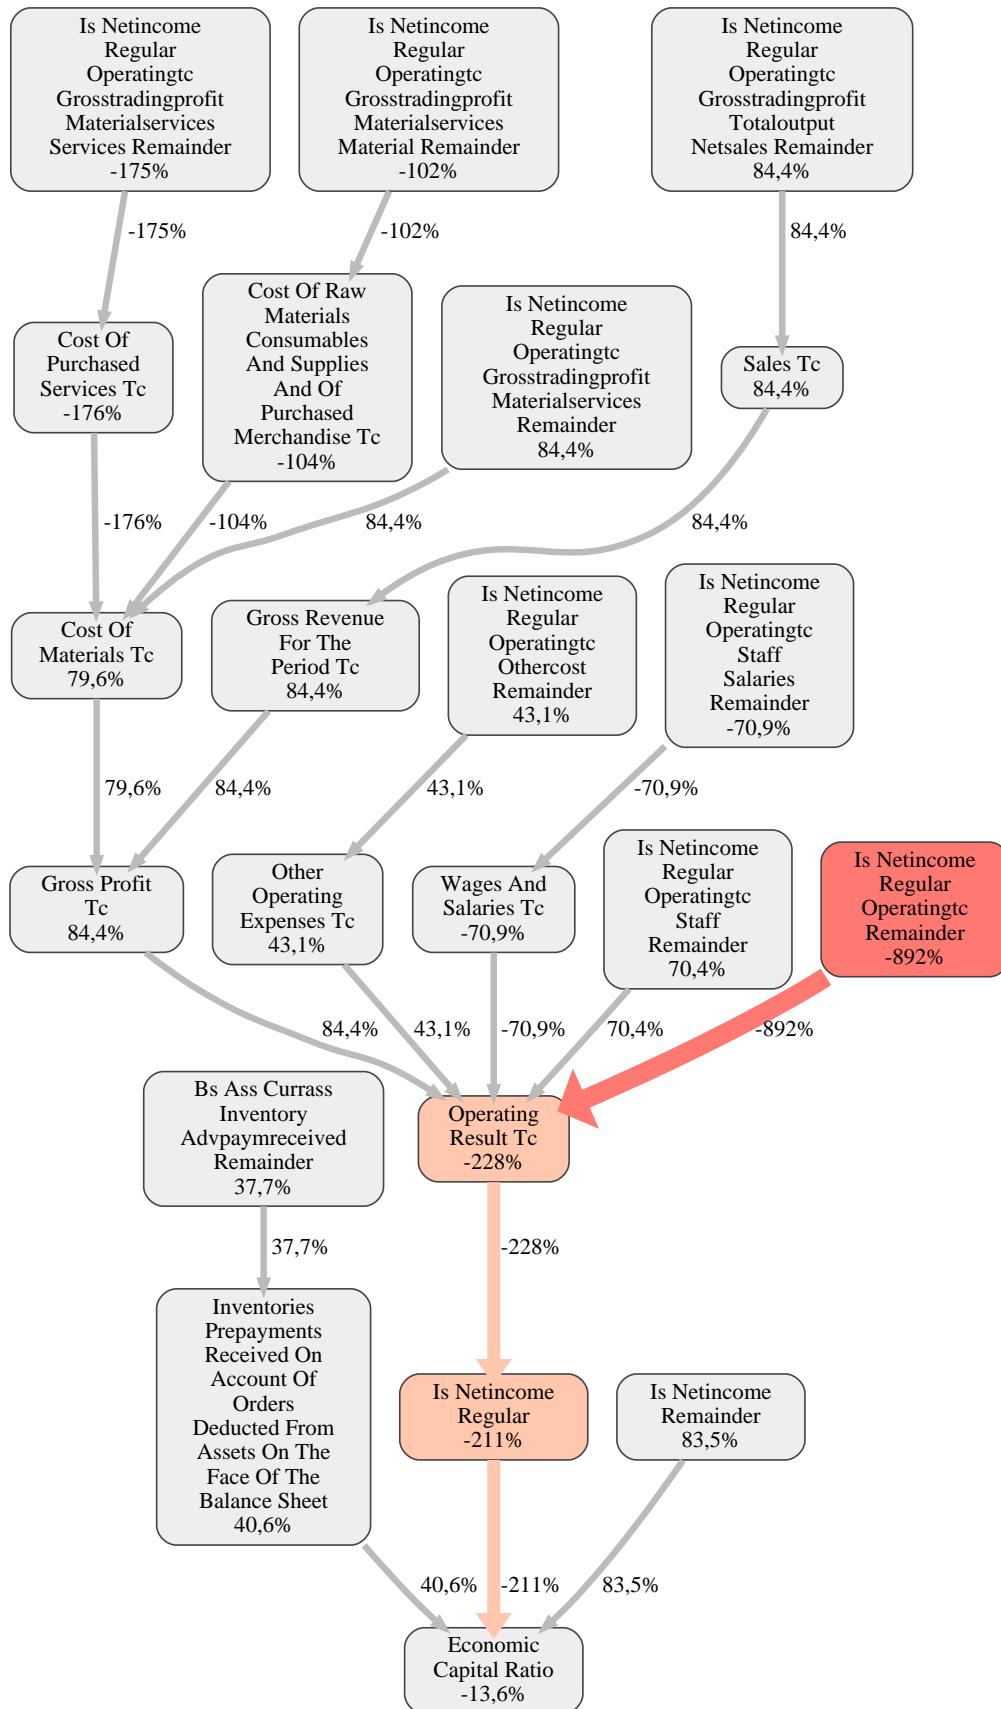 Is Netincome
Regular
Operatingtc
Grosstradingprofit
Materialservices
Services Remainder
-175%
Is Netincome
Regular
Operatingtc
Grosstradingprofit
Materialservices
Material Remainder
-102%
Is Netincome
Regular
Operatingtc
Grosstradingprofit
Totaloutput
Netsales Remainder
84,4%
-175%
-102%
84,4%
Cost Of
Purchased
Services Tc
-176%
Cost Of Raw
Materials
Consumables
And Supplies
And Of
Purchased
Merchandise Tc
-104%
Is Netincome
Regular
Operatingtc
Grosstradingprofit
Materialservices
Remainder
84,4%
Sales Tc
84,4%
-176%
-104%
84,4%
84,4%
Cost Of
Materials Tc
79,6%
Gross Revenue
For The
Period Tc
84,4%
Is Netincome
Regular
Operatingtc
Othercost
Remainder
43,1%
Is Netincome
Regular
Operatingtc
Staff
Salaries
Remainder
-70,9%
79,6%
84,4%
43,1%
-70,9%
Gross Profit
Tc
84,4%
Other
Operating
Expenses Tc
43,1%
Wages And
Salaries Tc
-70,9%
Is Netincome
Regular
Operatingtc
Staff
Remainder
70,4%
Is Netincome
Regular
Operatingtc
Remainder
-892%
84,4%
43,1%
-70,9%
70,4%
-892%
Bs Ass Currass
Inventory
Advpaymreceived
Remainder
37,7%
Operating
Result Tc
-228%
37,7%
-228%
Inventories
Prepayments
Received On
Account Of
Orders
Deducted From
Assets On The
Face Of The
Balance Sheet
40,6%
Is Netincome
Regular
-211%
Is Netincome
Remainder
83,5%
40,6%
-211%
83,5%
Economic
Capital Ratio
-13,6%